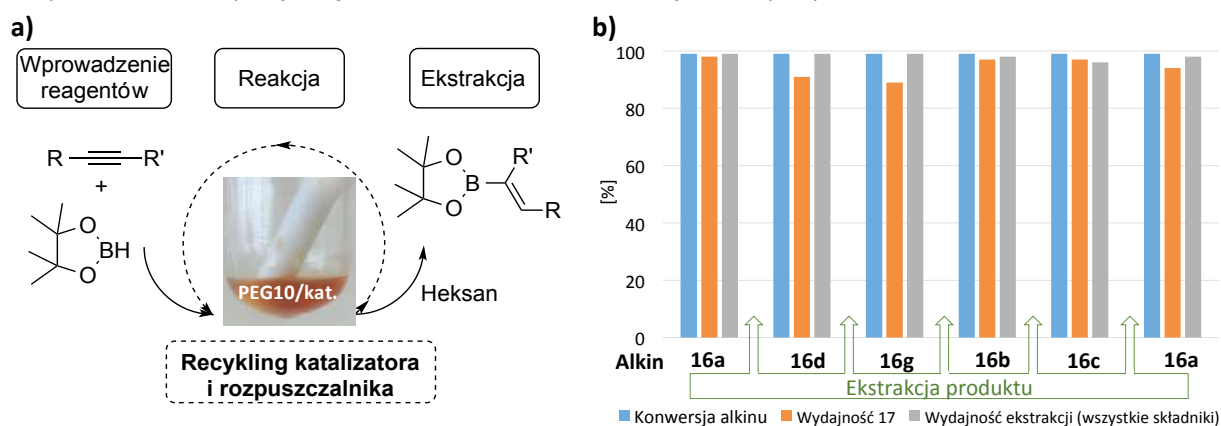 a)
Wprowadzenie
reagentów
Reakcja
Ekstrakcja
R
R'
+
O
BH
O
PEG10/kat.
O
B
O
R'
R
Heksan
Recykling katalizatora
i rozpuszczalnika
b)
[%]
100
80
60
40
20
0
Alkin 16a 16d 16g 16b 16c 16a
Ekstrakcja produktu
Konwersja alkinu Wydajność 17 Wydajność ekstrakcji (wszystkie składniki)